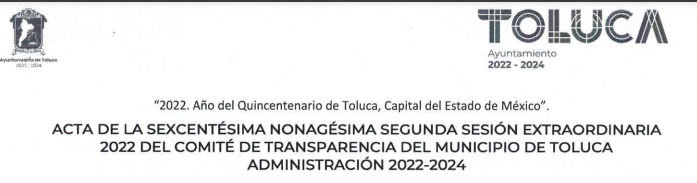 TOLUCA
Ayuntamiento
2022 - 2024
Ayuntamiento de Toluca
2022 - 2024
"2022. Año del Quincentenario de Toluca, Capital del Estado de México".
ACTA DE LA SEXCENTÉSIMA NONAGÉSIMA SEGUNDA SESIÓN EXTRAORDINARIA
2022 DEL COMITÉ DE TRANSPARENCIA DEL MUNICIPIO DE TOLUCA
ADMINISTRACIÓN 2022-2024